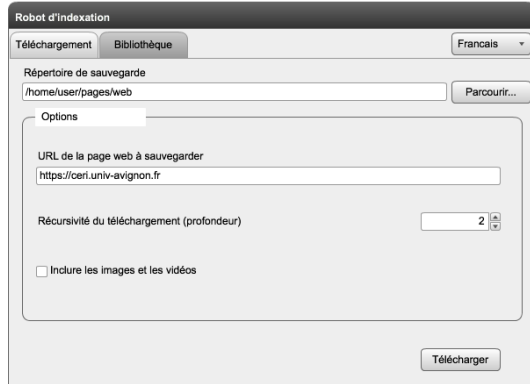 Robot d'indexation
Téléchargement Bibliothèque Francais
Répertoire de sauvegarde
/home/user/pages/web Parcourir...
Options
URL de la page web à sauvegarder
https://ceri.univ-avignon.fr
Récursivité du téléchargement (profondeur) 2
Inclure les images et les vidéos
Télécharger